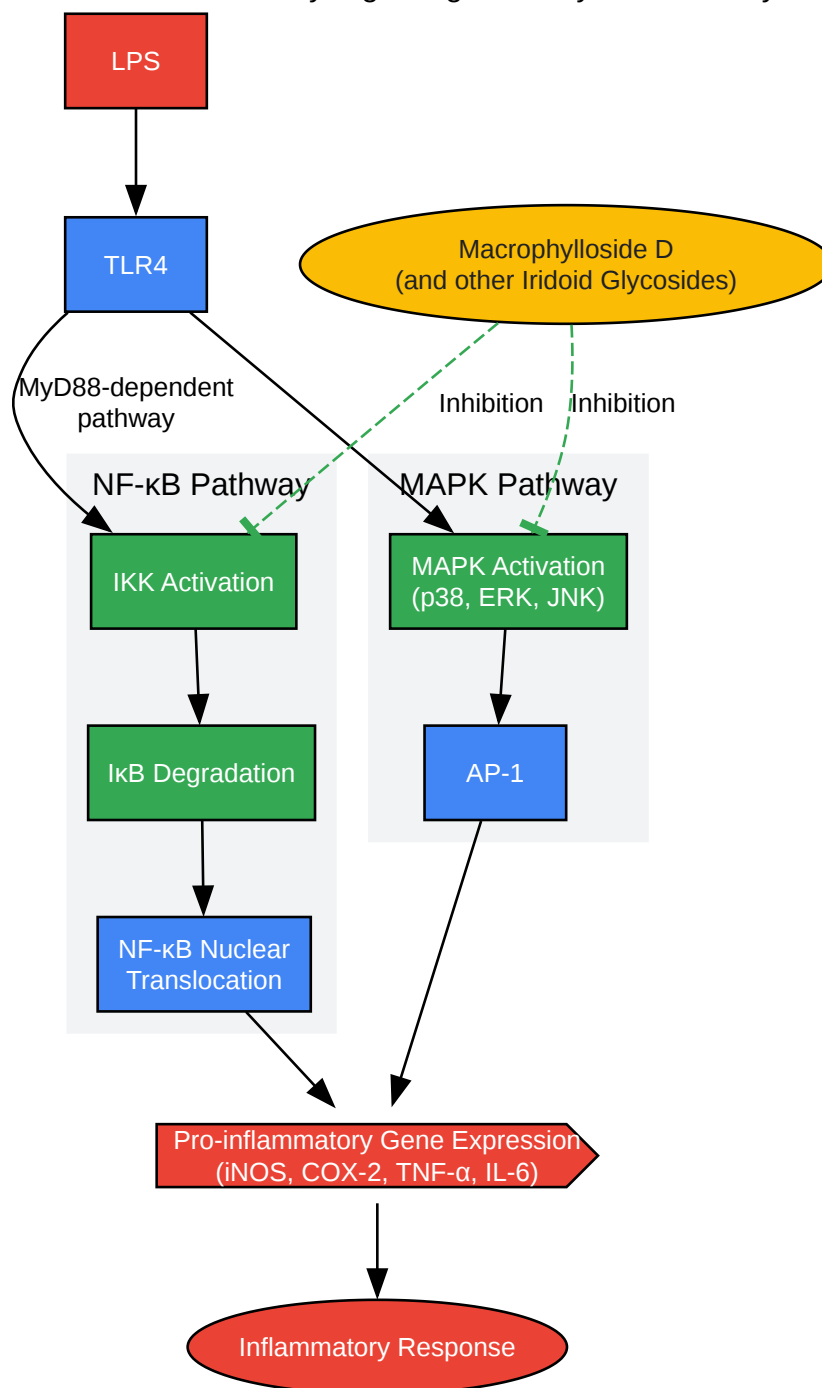 LPS
TLR4
Macrophylloside D
(and other Iridoid Glycosides)
MyD88-dependent
pathway
Inhibition
Inhibition
NF-κB Pathway
MAPK Pathway
IKK Activation
MAPK Activation
(p38, ERK, JNK)
IκB Degradation
AP-1
NF-κB Nuclear
Translocation
Pro-inflammatory Gene Expression
(iNOS, COX-2, TNF-α, IL-6)
Inflammatory Response